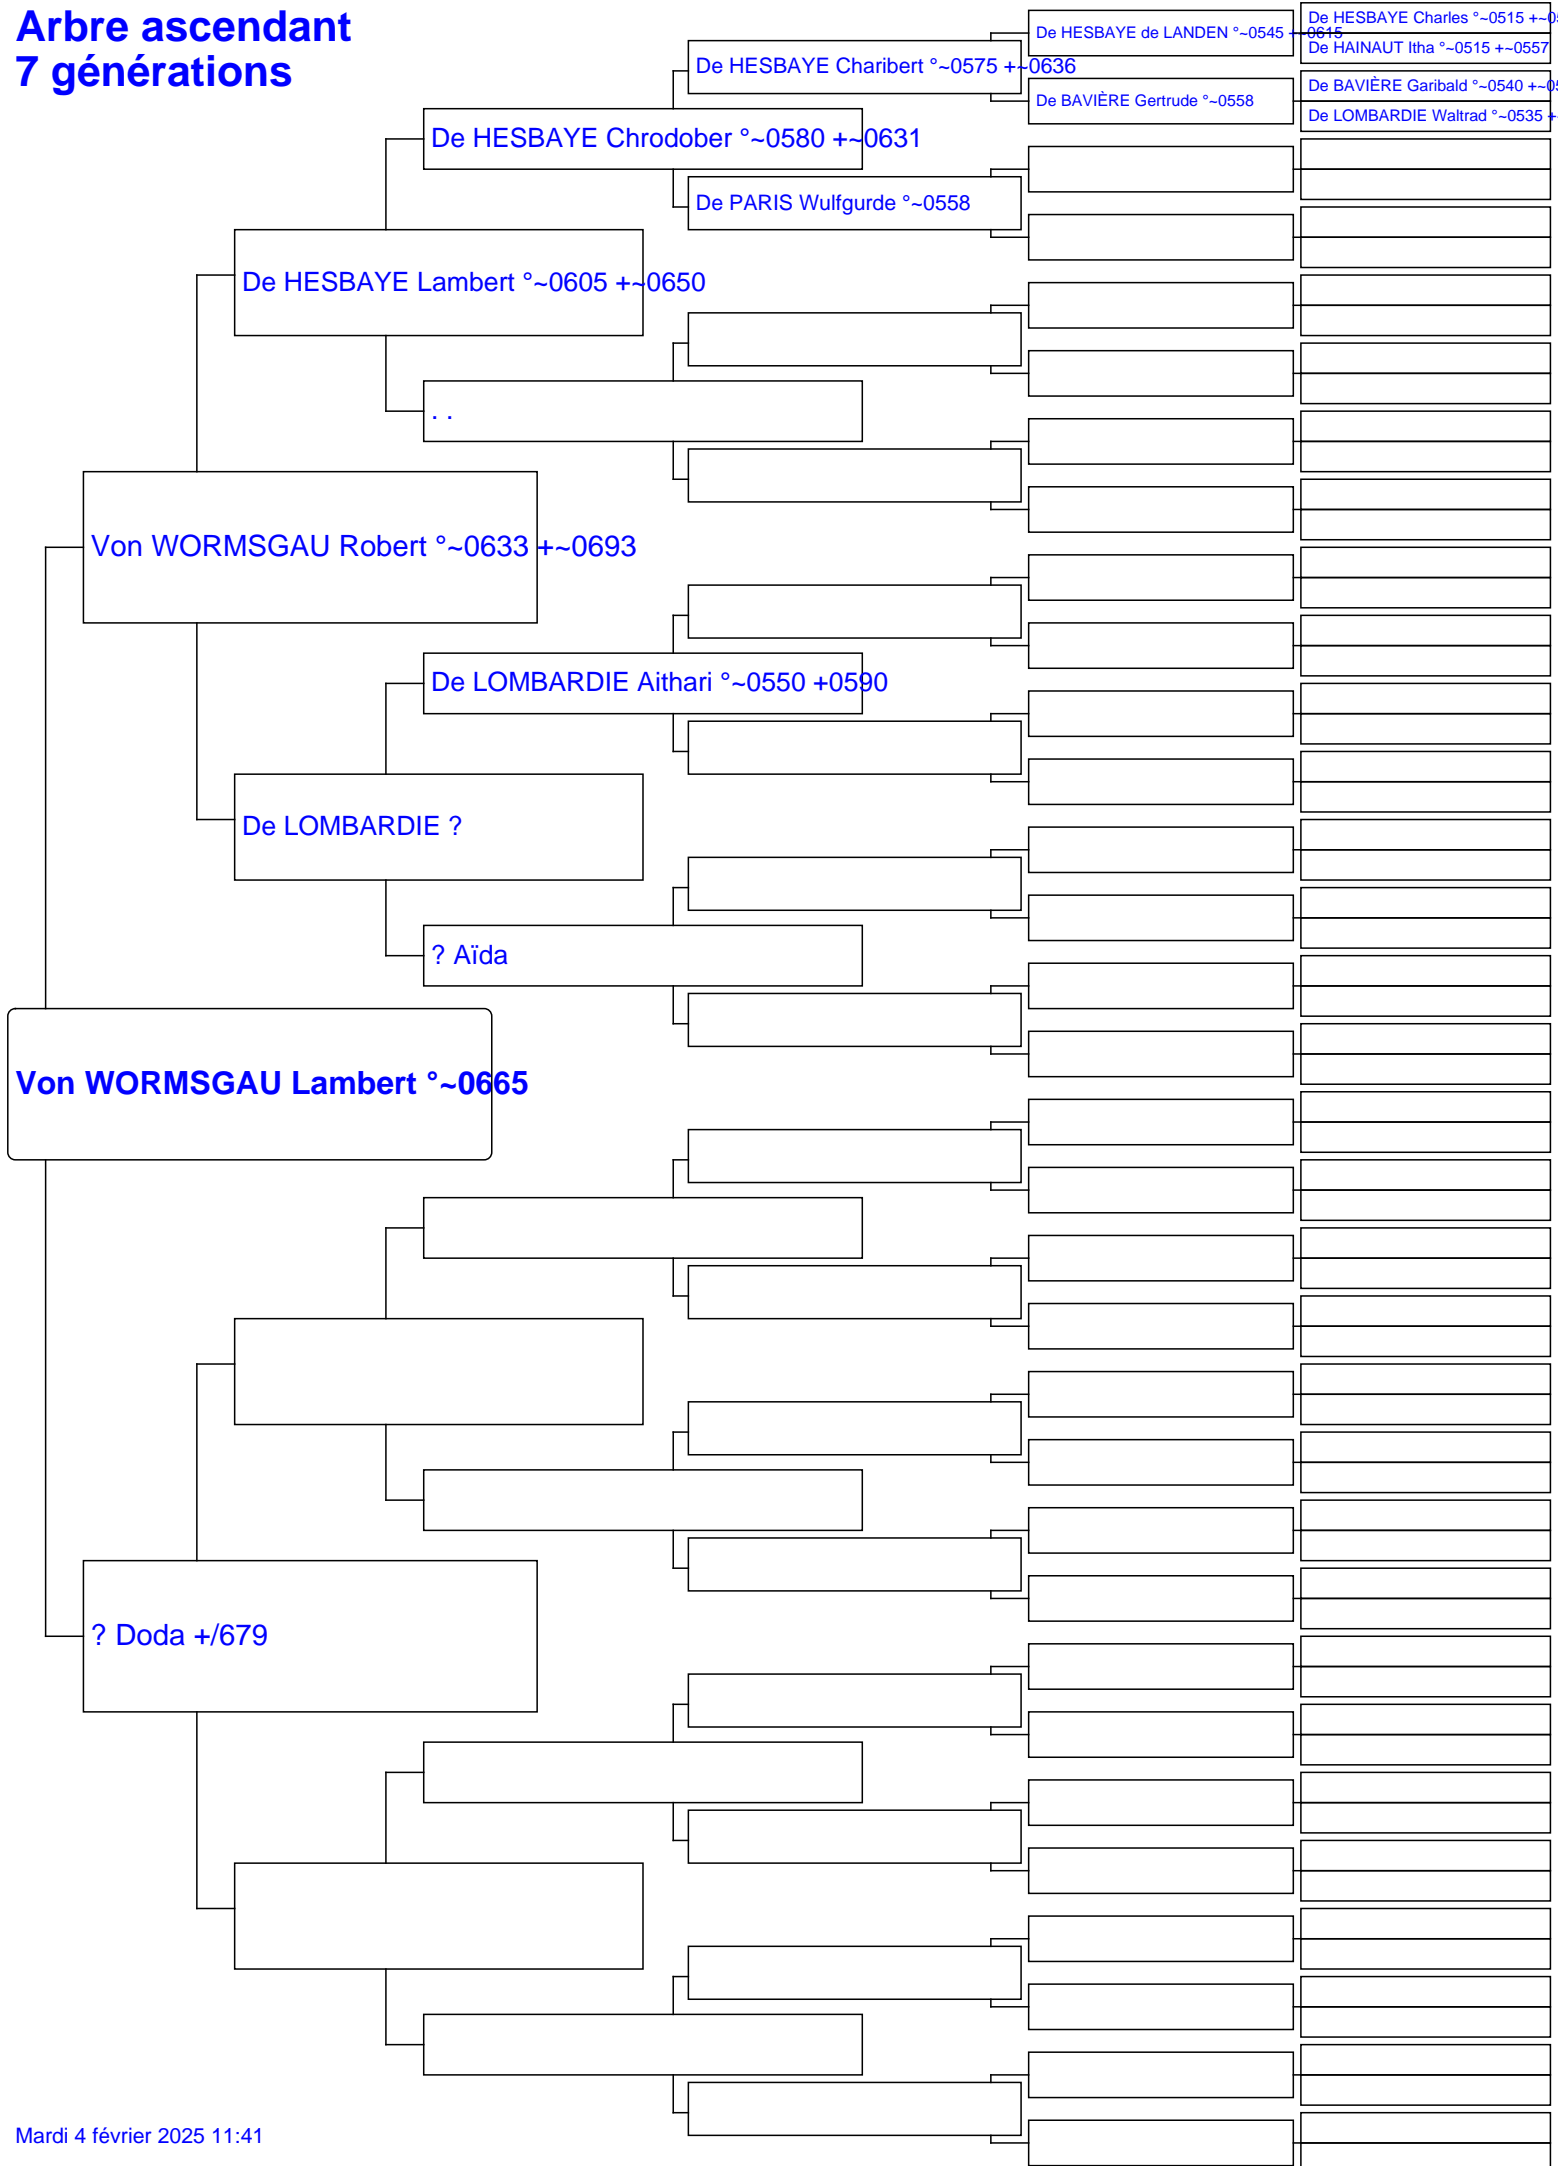 Arbre ascendant
7 générations
De HESBAYE Charles °~0515 +~05
De HESBAYE de LANDEN °~0545 +~0615
De HAINAUT Itha °~0515 +~0557
De HESBAYE Charibert °~0575 +~0636
De BAVIÈRE Garibald °~0540 +~05
De BAVIÈRE Gertrude °~0558
De LOMBARDIE Waltrad °~0535 +
De HESBAYE Chrodober °~0580 +~0631
De PARIS Wulfgurde °~0558
De HESBAYE Lambert °~0605 +~0650
. .
Von WORMSGAU Robert °~0633 +~0693
De LOMBARDIE Aithari °~0550 +0590
De LOMBARDIE ?
? Aïda
Von WORMSGAU Lambert °~0665
? Doda +/679
Mardi 4 février 2025 11:41